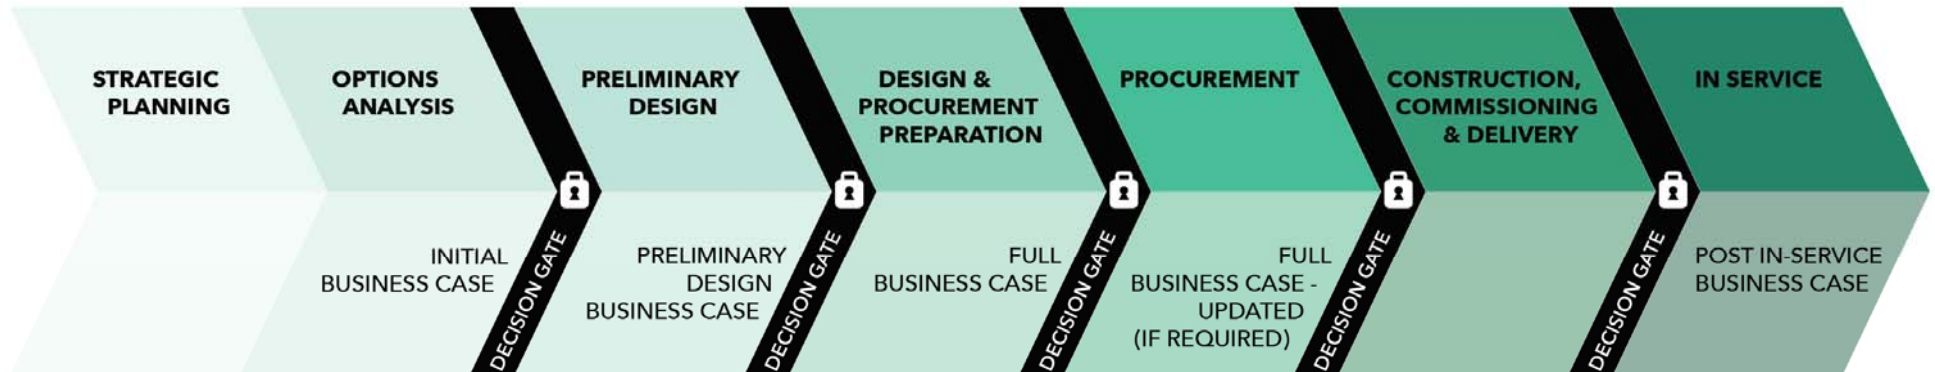 STRATEGIC
PLANNING
OPTIONS
ANALYSIS
PRELIMINARY
DESIGN
DESIGN &
PROCUREMENT
PREPARATION
PROCUREMENT
CONSTRUCTION,
COMMISSIONING
& DELIVERY
IN SERVICE
INITIAL
BUSINESS CASE
DECISION GATE
PRELIMINARY
DESIGN
BUSINESS CASE
DECISION GATE
FULL
BUSINESS CASE
DECISION GATE
FULL
BUSINESS CASE -
UPDATED
(IF REQUIRED)
DECISION GATE
DECISION GATE
POST IN-SERVICE
BUSINESS CASE